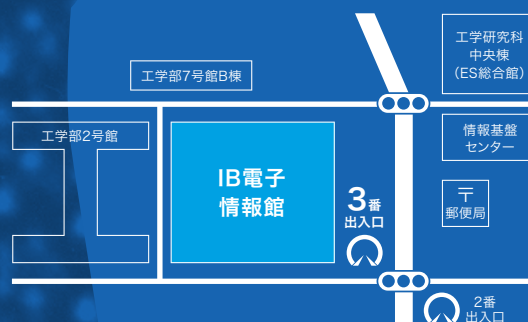 工学研究科
中央棟
（ES総合館）
工学部7号館B棟
工学部2号館
情報基盤
センター
IB電子
情報館
3番
出入口
〒
郵便局
2番
出入口